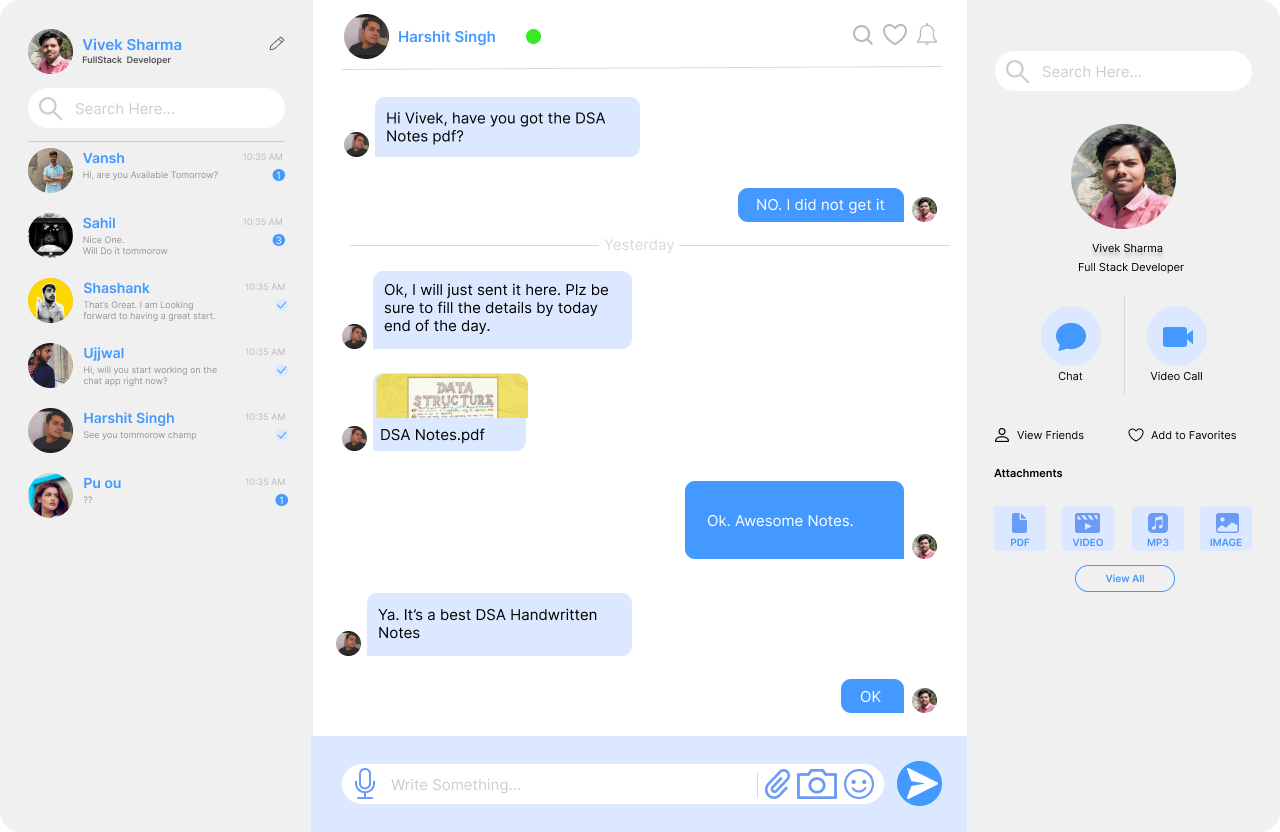 Vivek Sharma
FullStack Developer
Search Here...
Vansh
10:35 AM
Hi, are you Available Tomorrow?
1
Sahil
10:35 AM
Nice One.
3
Will Do it tommorow
Shashank
10:35 AM
That's Great. I am Looking
forward to having a great start.
Ujjwal
10:35 AM
Hi, will you start working on the
chat app right now?
Harshit Singh
10:35 AM
See you tommorow champ
Pu ou
10:35 AM
??
1
Harshit Singh
Hi Vivek, have you got the DSA
Notes pdf?
NO. I did not get it
Yesterday
Ok, I will just sent it here. Plz be
sure to fill the details by today
end of the day.
DATA
STRUCTURE
DSA Notes.pdf
Ok. Awesome Notes.
Ya. It’s a best DSA Handwritten
Notes
OK
Write Something...
Search Here...
Vivek Sharma
Full Stack Developer
Chat
Video Call
View Friends
Add to Favorites
Attachments
PDF
VIDEO
MP3
IMAGE
View All